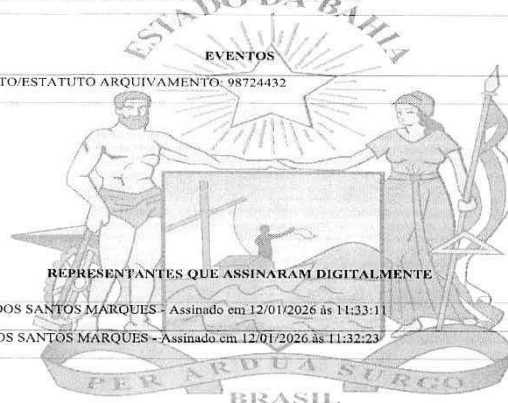 ESTADO DA BAHIA
EVENTOS
TO/ESTATUTO ARQUIVAMENTO: 98724432
REPRESENTANTES QUE ASSINARAM DIGITALMENTE
DOS SANTOS MARQUES - Assinado em 12/01/2026 às 11:33:11
OS SANTOS MARQUES - Assinado em 12/01/2026 às 11:32:23
PER ARDUA SURGO
BRASIL